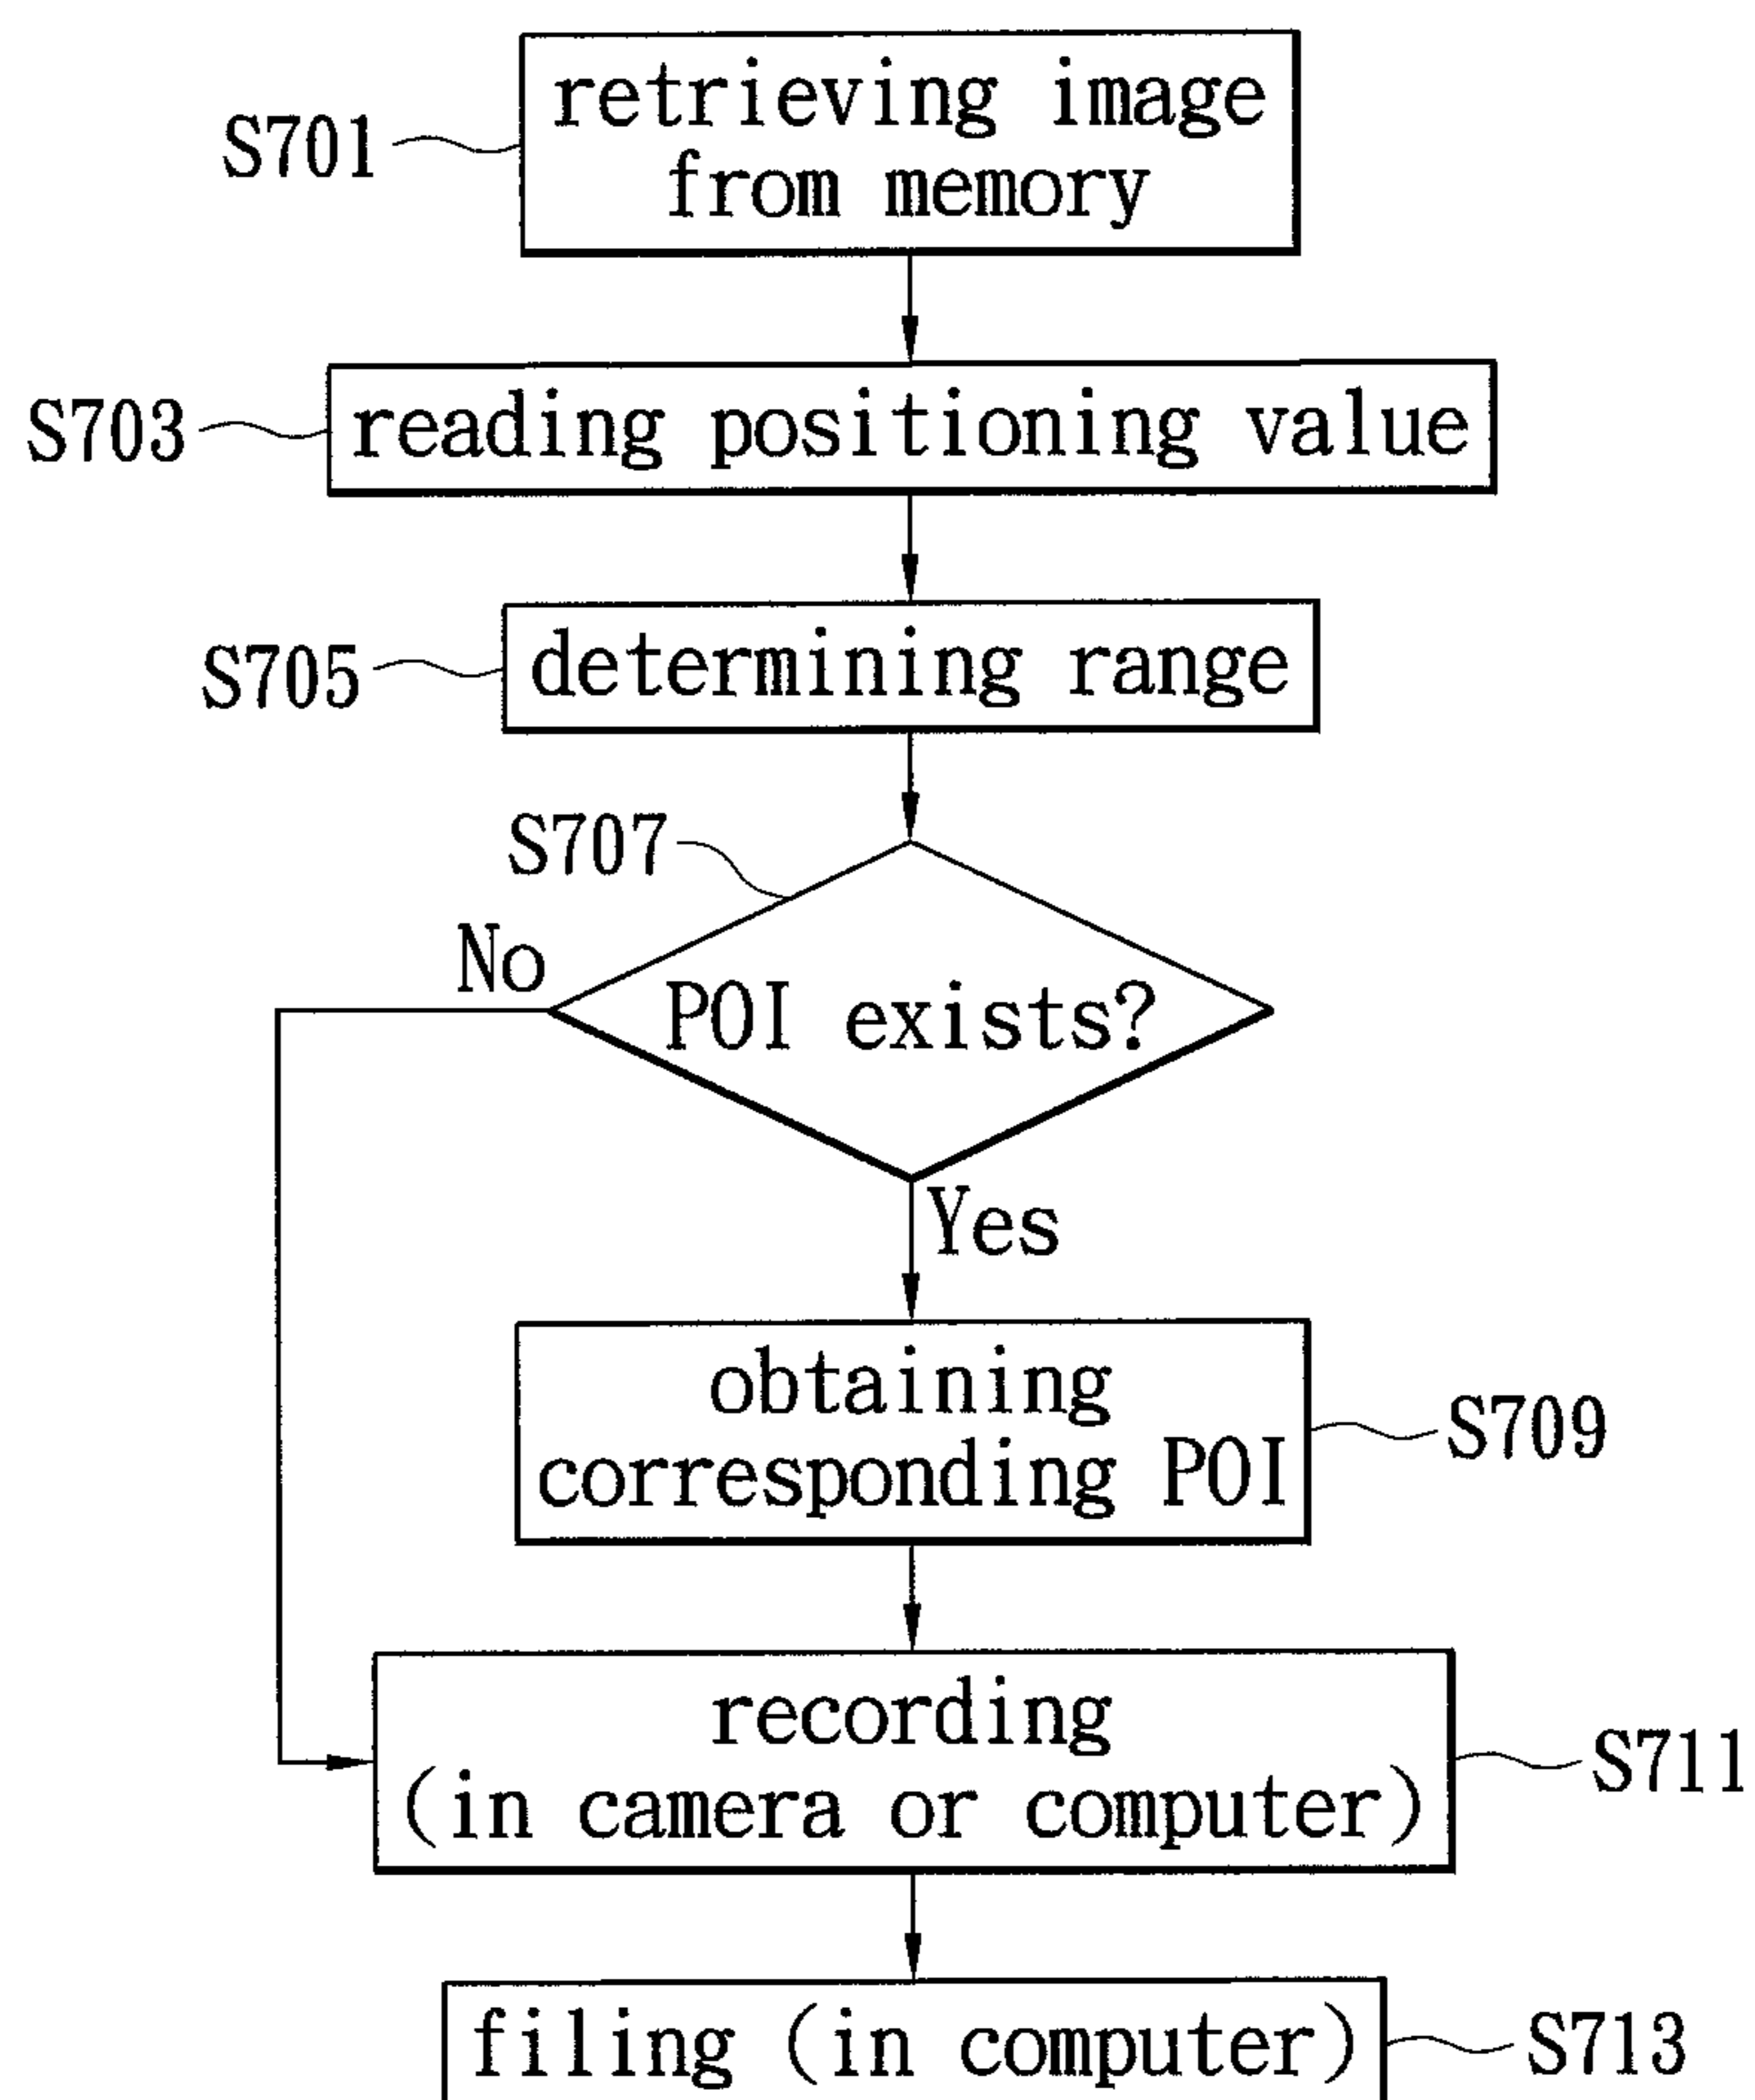 S701
retrieving image
from memory
S703
reading positioning value
S705
determining range
S707
No
POI exists?
Yes
obtaining
corresponding POI
S709
recording
(in camera or computer)
S711
filing (in computer)
S713